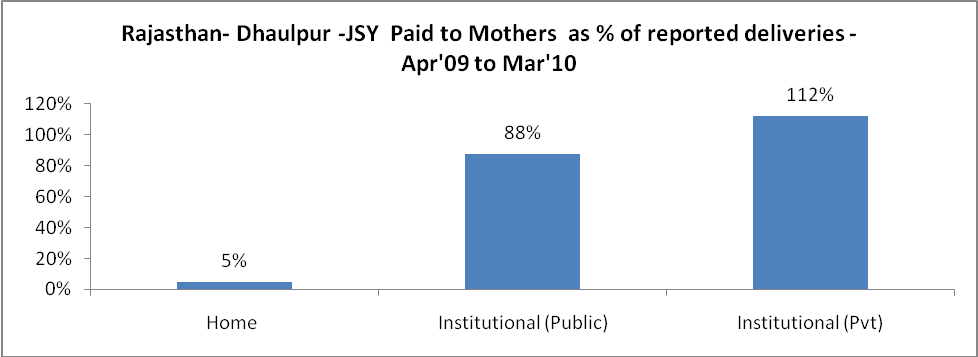 Rajasthan- Dhaulpur -JSY  Paid to Mothers  as % of reported deliveries -
Apr'09 to Mar'10
120%
100%
80%
60%
40%
20%
0%
5%
88%
112%
Home
Institutional (Public)
Institutional (Pvt)